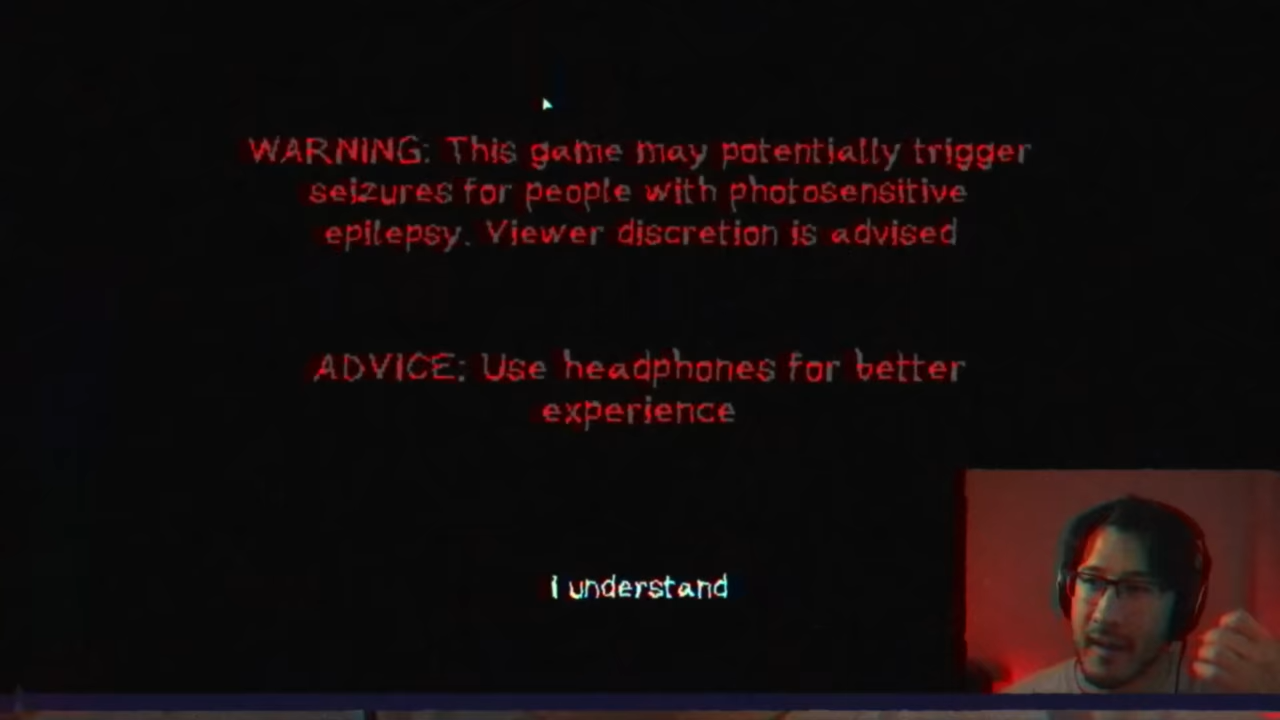 WARNING: This game may potentially trigger
seizures for people with photosensitive
epilepsy. Viewer discretion is advised
ADVICE: Use headphones for better
experience
I understand